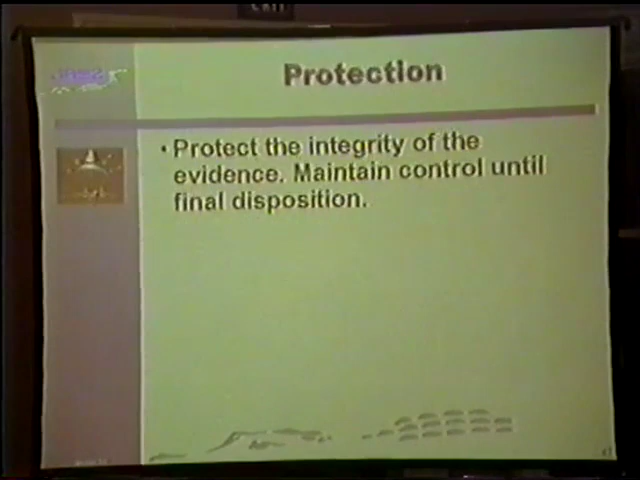 Protection
• Protect the integrity of the
evidence. Maintain control until
final disposition.